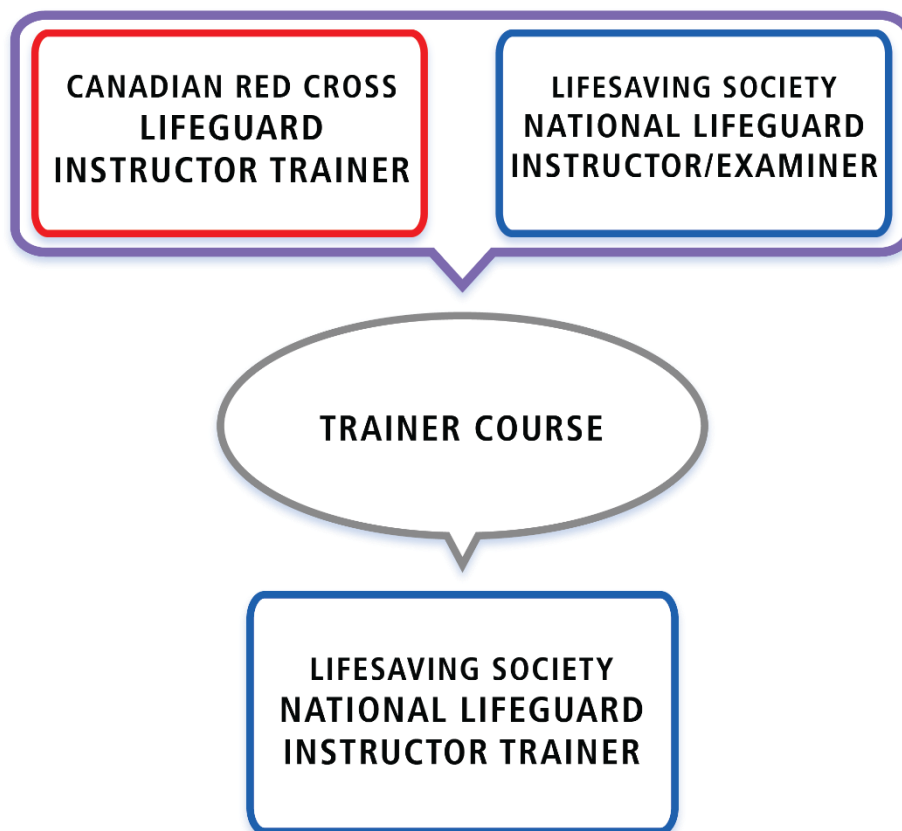 CANADIAN RED CROSS
LIFEGUARD
INSTRUCTOR TRAINER
LIFESAVING SOCIETY
NATIONAL LIFEGUARD
INSTRUCTOR/EXAMINER
TRAINER COURSE
LIFESAVING SOCIETY
NATIONAL LIFEGUARD
INSTRUCTOR TRAINER